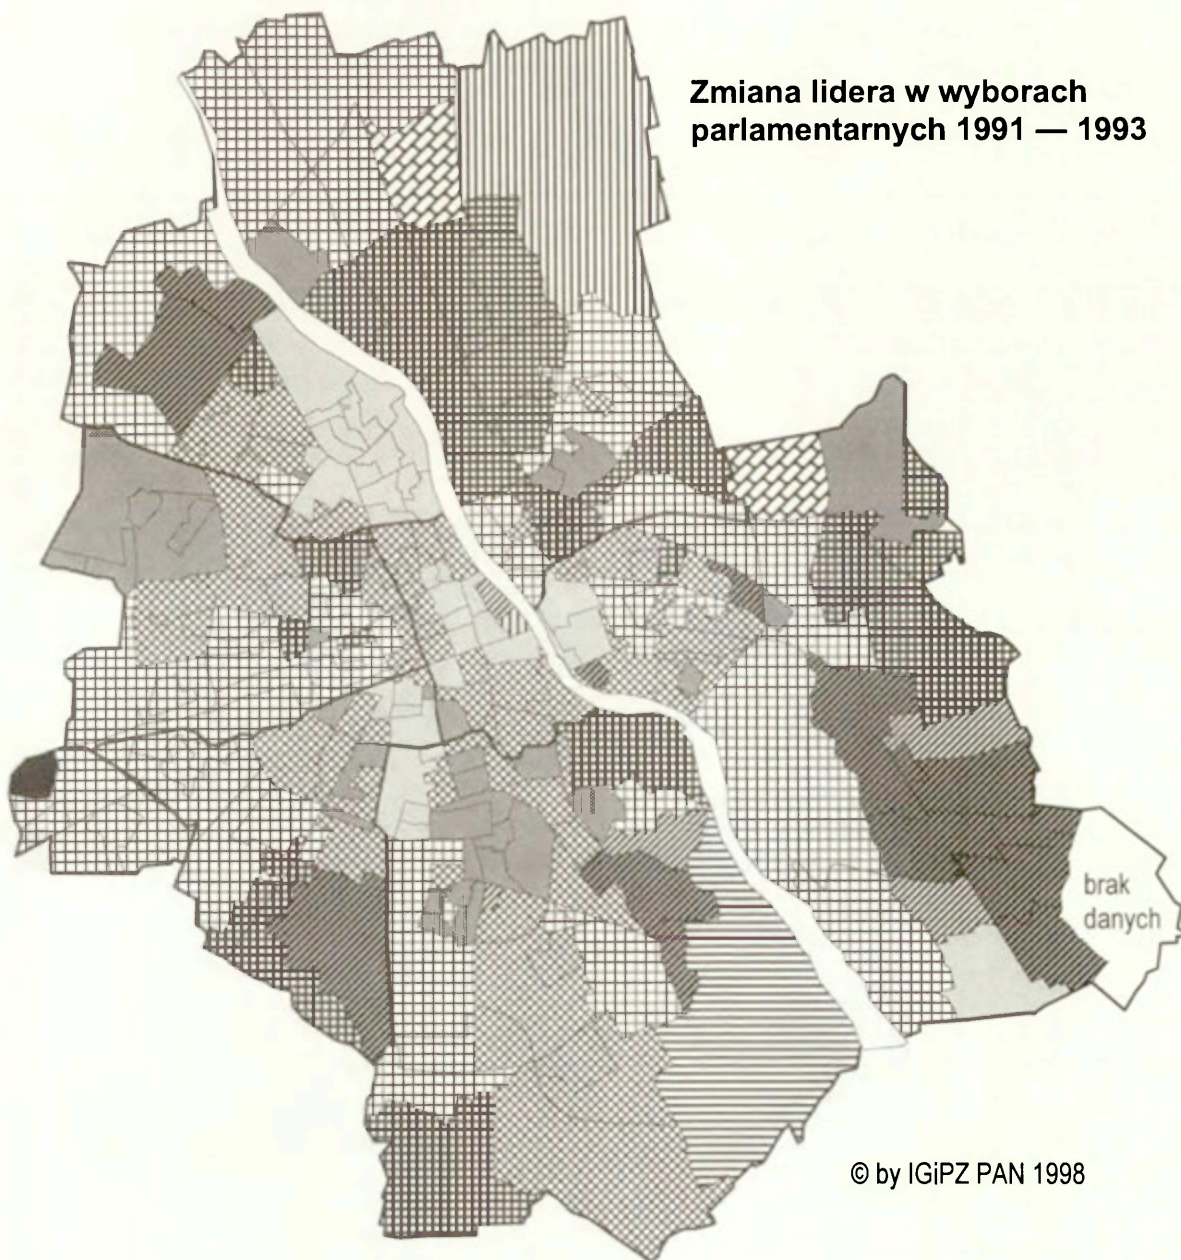 Zmiana lidera w wyborach
parlamentarnych 1991 — 1993
brak
danych
© by IGiPZ PAN 1998